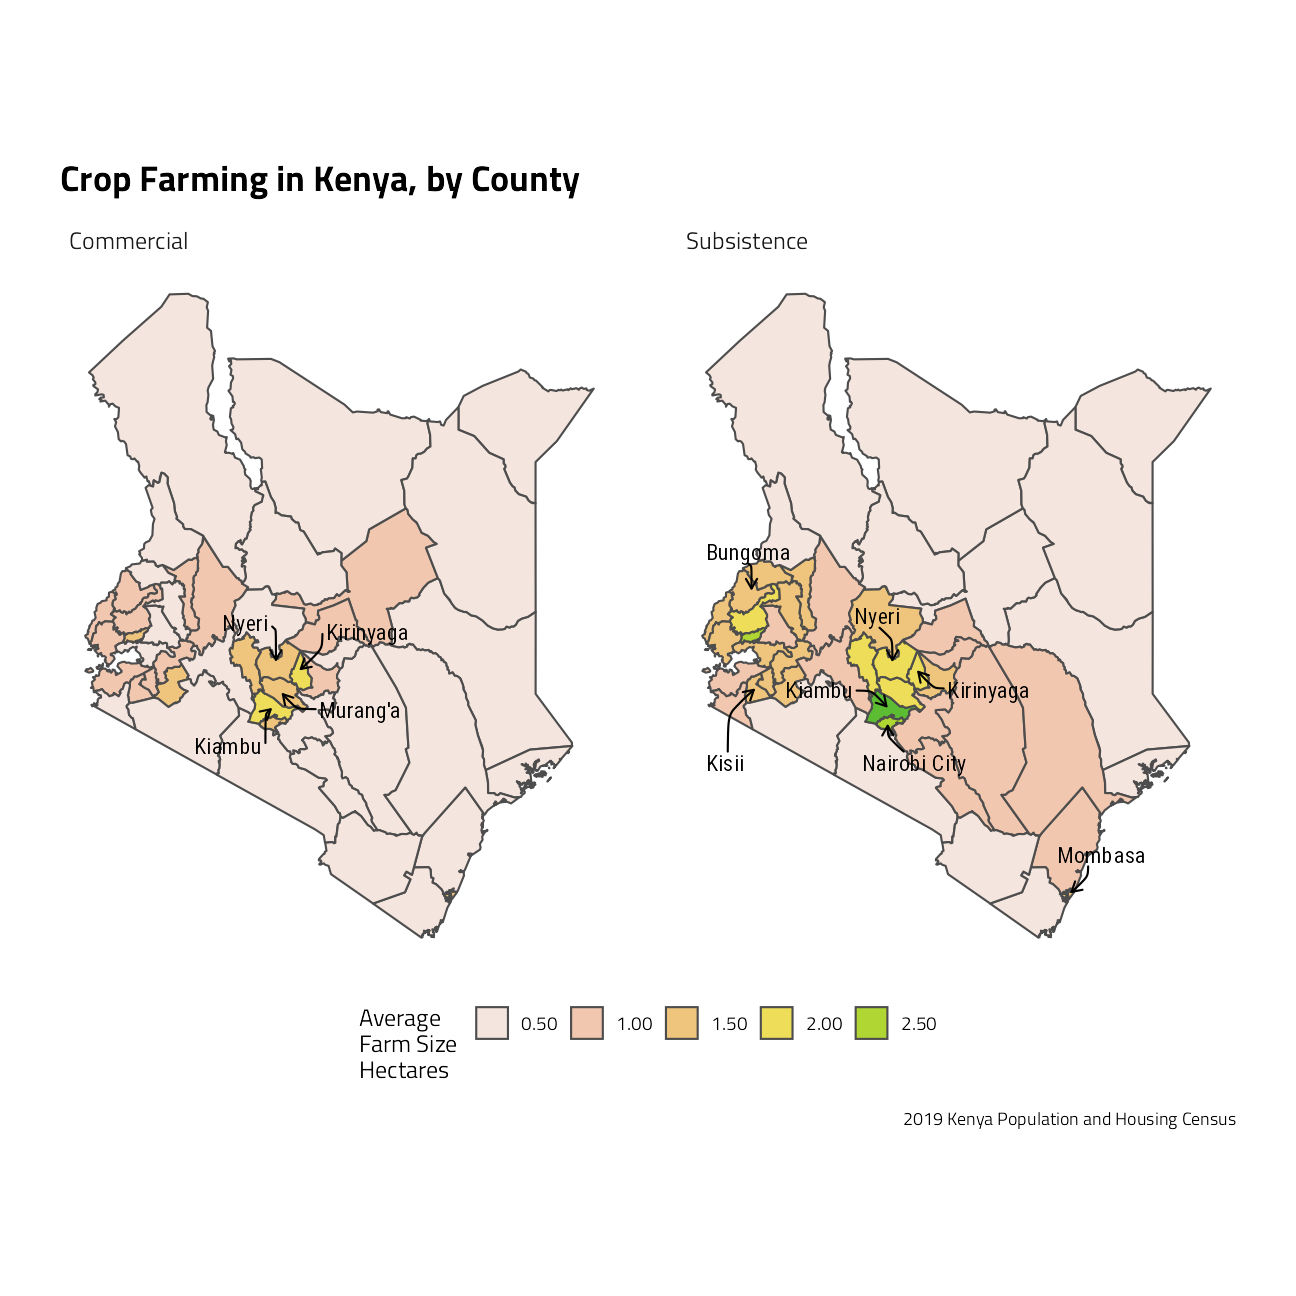 Crop Farming in Kenya, by County
Commercial
Subsistence
Nyeri
Kirinyaga
Murang'a
Kiambu
Bungoma
Nyeri
Kiambu
Kirinyaga
Kisii
Nairobi City
Mombasa
Average
Farm Size
Hectares
0.50
1.00
1.50
2.00
2.50
2019 Kenya Population and Housing Census